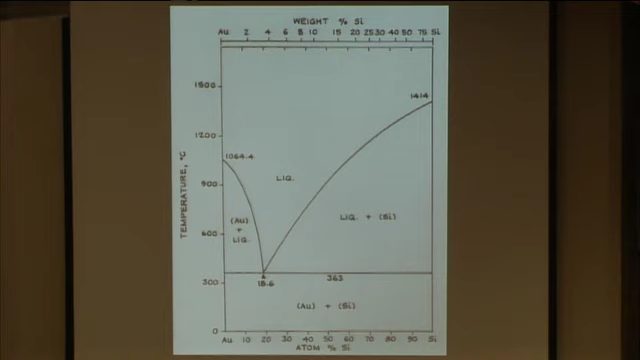 WEIGHT % Si
Au 2 4 6 8 10 15 20 25 30 40 50 75 Si
1500
1414
1200
1064.4
LIQ.
900
(Au)
+
LIQ.
LIQ. + (Si)
600
363
300
18.6
(Au) + (Si)
0
Au 10 20 30 40 50 60 70 80 90 Si
ATOM % Si
TEMPERATURE, °C